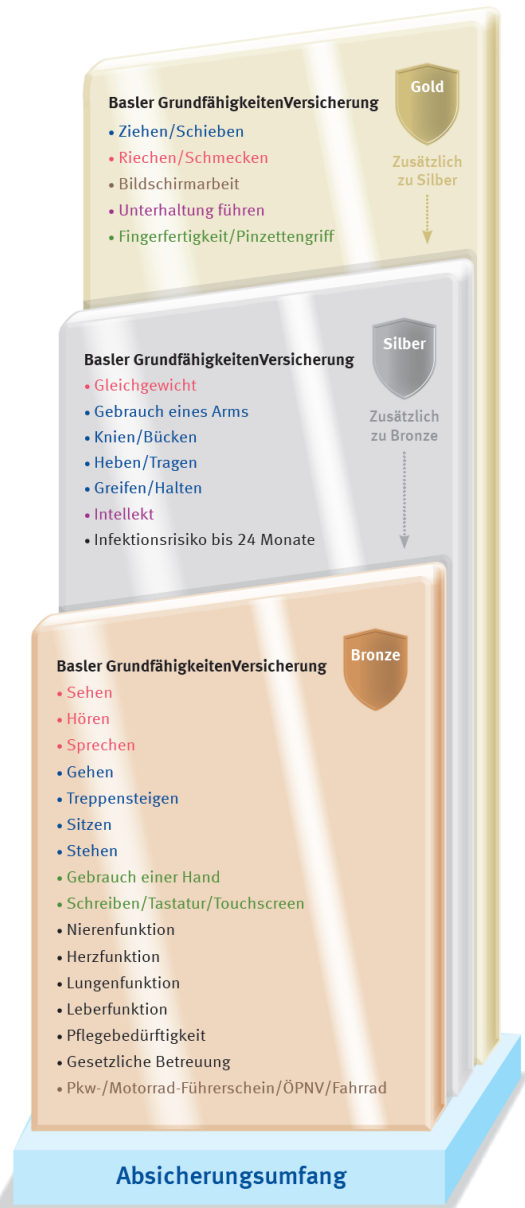 Gold
Basler GrundfähigkeitenVersicherung
• Ziehen/Schieben
• Riechen/Schmecken
• Bildschirmarbeit
• Unterhaltung führen
• Fingerfertigkeit/Pinzettengriff
Zusätzlich
zu Silber
Silber
Basler GrundfähigkeitenVersicherung
• Gleichgewicht
• Gebrauch eines Arms
• Knien/Bücken
• Heben/Tragen
• Greifen/Halten
• Intellekt
• Infektionsrisiko bis 24 Monate
Zusätzlich
zu Bronze
Bronze
Basler GrundfähigkeitenVersicherung
• Sehen
• Hören
• Sprechen
• Gehen
• Treppensteigen
• Sitzen
• Stehen
• Gebrauch einer Hand
• Schreiben/Tastatur/Touchscreen
• Nierenfunktion
• Herzfunktion
• Lungenfunktion
• Leberfunktion
• Pflegebedürftigkeit
• Gesetzliche Betreuung
• Pkw-/Motorrad-Führerschein/ÖPNV/Fahrrad
Absicherungsumfang